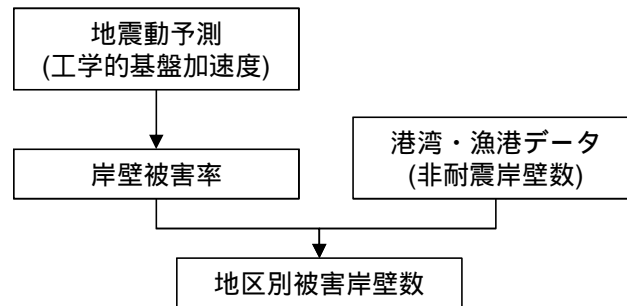 地震動予測
(工学的基盤加速度)
港湾・漁港データ
(非耐震岸壁数)
岸壁被害率
地区別被害岸壁数